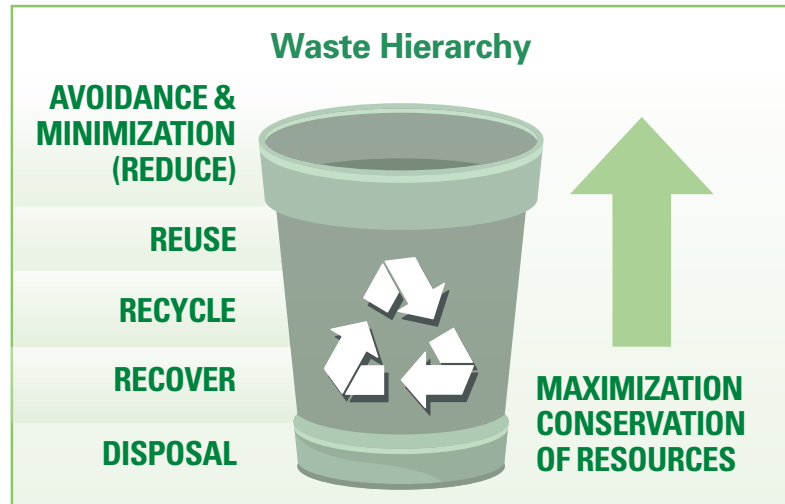 Waste Hierarchy
AVOIDANCE &
MINIMIZATION
(REDUCE)
REUSE
RECYCLE
RECOVER
DISPOSAL
MAXIMIZATION
CONSERVATION
OF RESOURCES